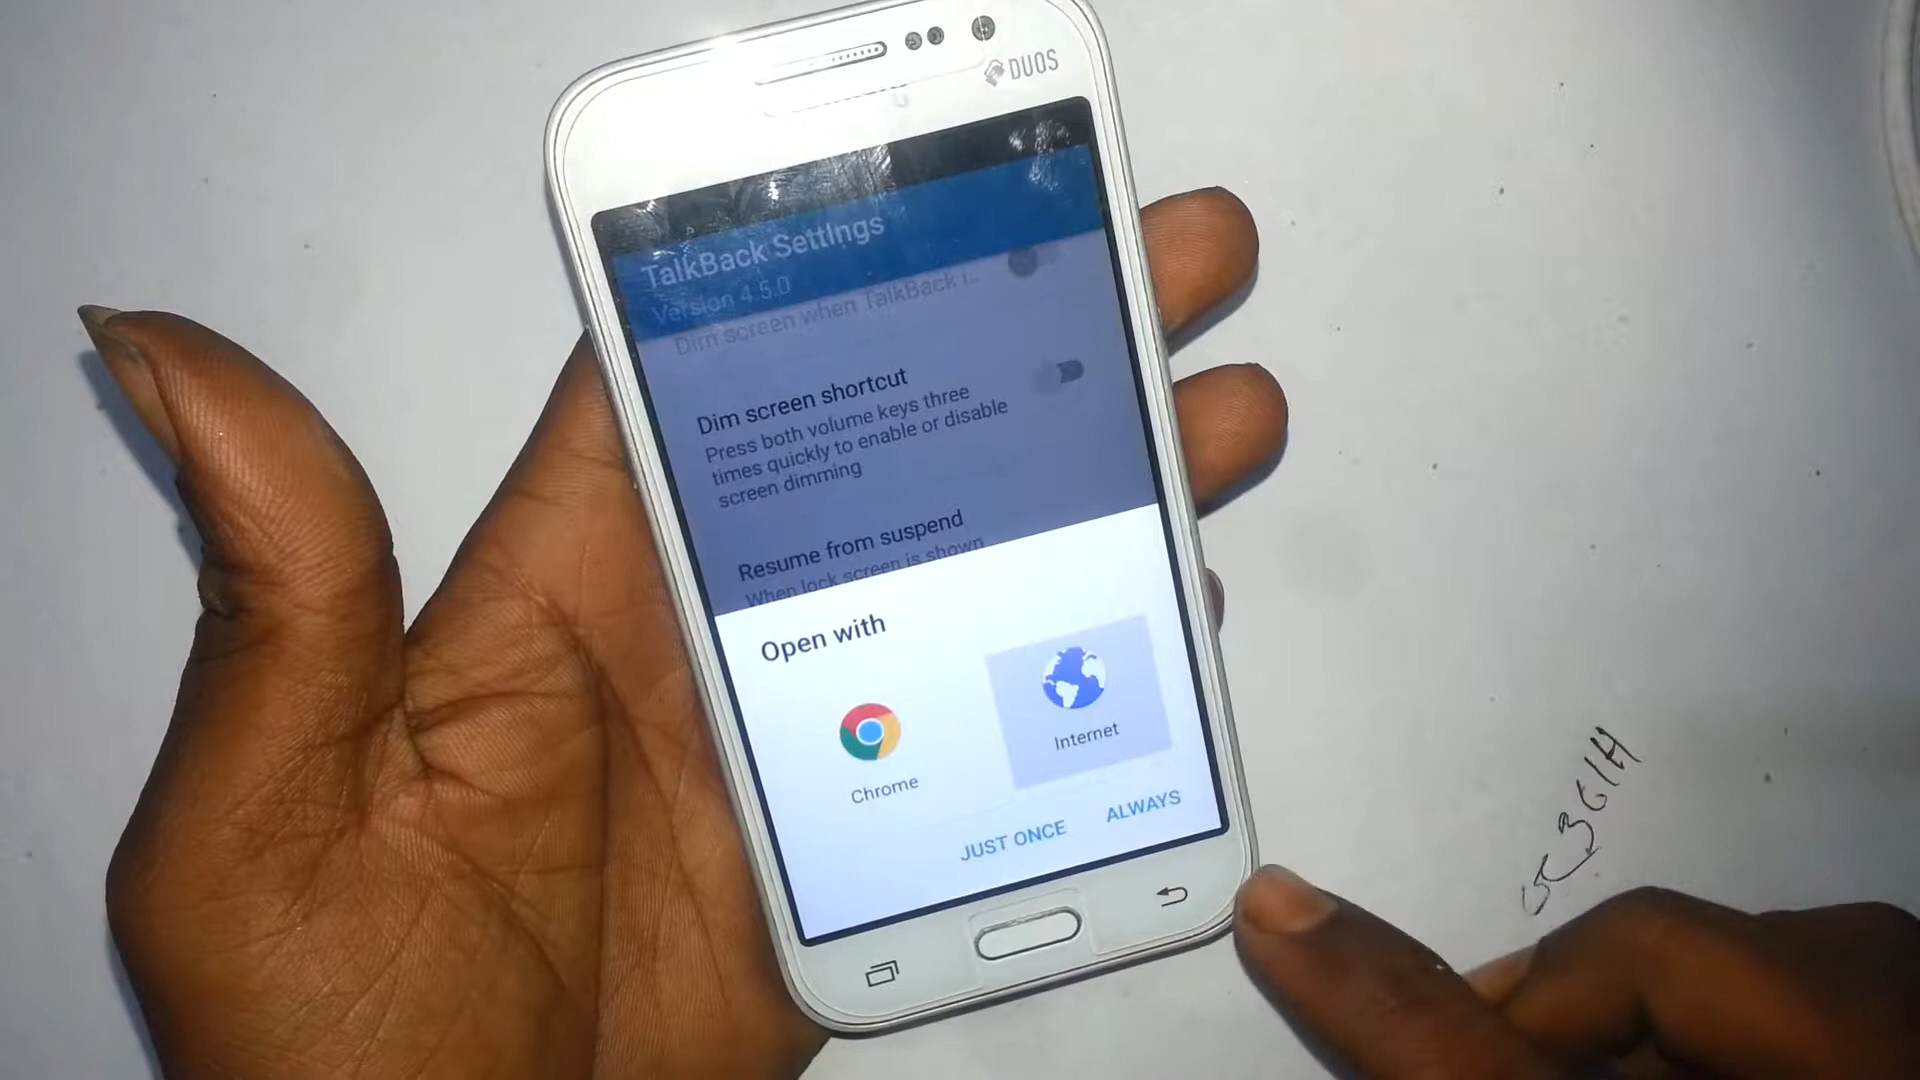 DUOS
TalkBack Settings
Version 4.5.0
Dim screen when TalkBack i...
Dim screen shortcut
Press both volume keys three
times quickly to enable or disable
screen dimming
Resume from suspend
When lock screen is shown
Open with
Chrome
Internet
JUST ONCE
ALWAYS